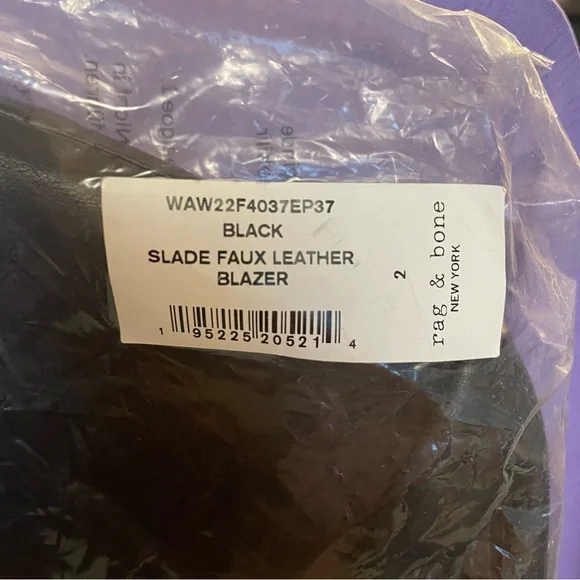 WAW22F4037EP37
BLACK
SLADE FAUX LEATHER
BLAZER
2
1 95225 20521 4
rag & bone
NEW YORK